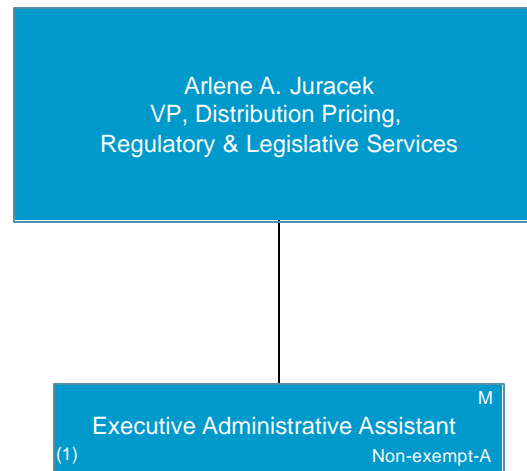 Arlene A. Juracek
VP, Distribution Pricing,
Regulatory & Legislative Services
M
Executive Administrative Assistant
(1) Non-exempt-A